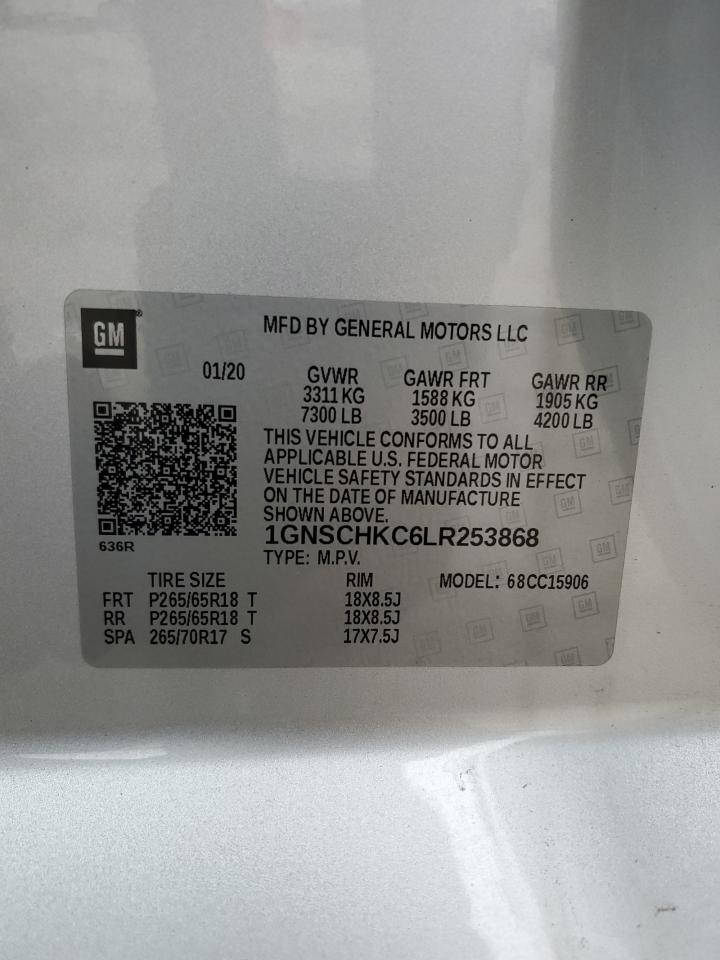 GM®
MFD BY GENERAL MOTORS LLC
01/20
GVWR GAWR FRT GAWR RR
3311 KG 1588 KG 1905 KG
7300 LB 3500 LB 4200 LB
THIS VEHICLE CONFORMS TO ALL
APPLICABLE U.S. FEDERAL MOTOR
VEHICLE SAFETY STANDARDS IN EFFECT
ON THE DATE OF MANUFACTURE
SHOWN ABOVE.
1GNSCHKC6LR253868
636R
TYPE: M.P.V.
TIRE SIZE RIM MODEL: 68CC15906
FRT P265/65R18 T 18X8.5J
RR P265/65R18 T 18X8.5J
SPA 265/70R17 S 17X7.5J